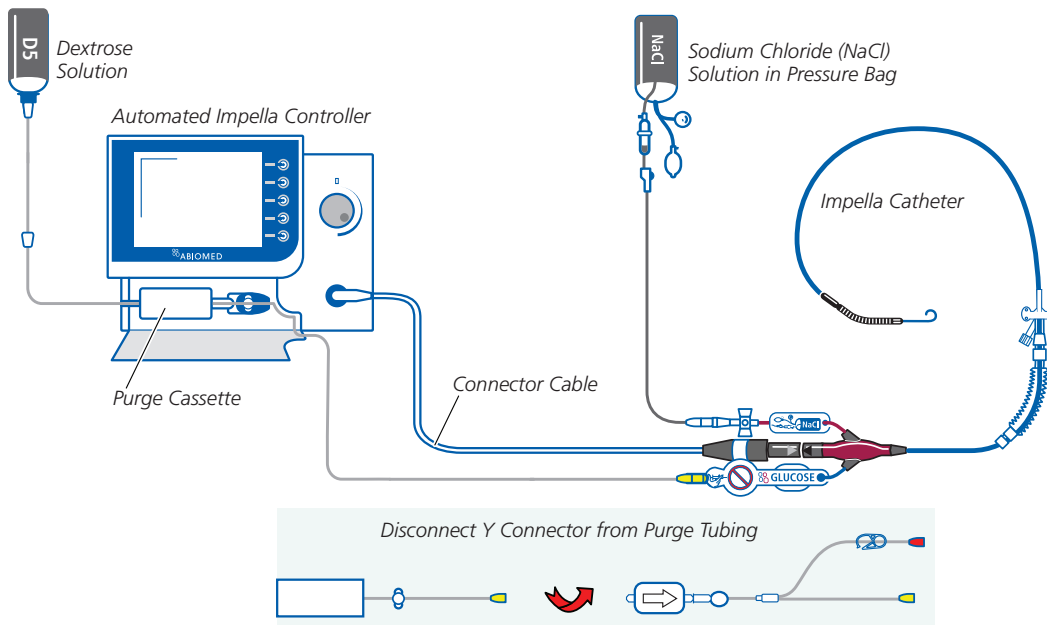 D5
Dextrose
Solution
Automated Impella Controller
NaCl
Sodium Chloride (NaCl)
Solution in Pressure Bag
Impella Catheter
ABIOMED
Purge Cassette
Connector Cable
NaCl
GLUCOSE
Disconnect Y Connector from Purge Tubing